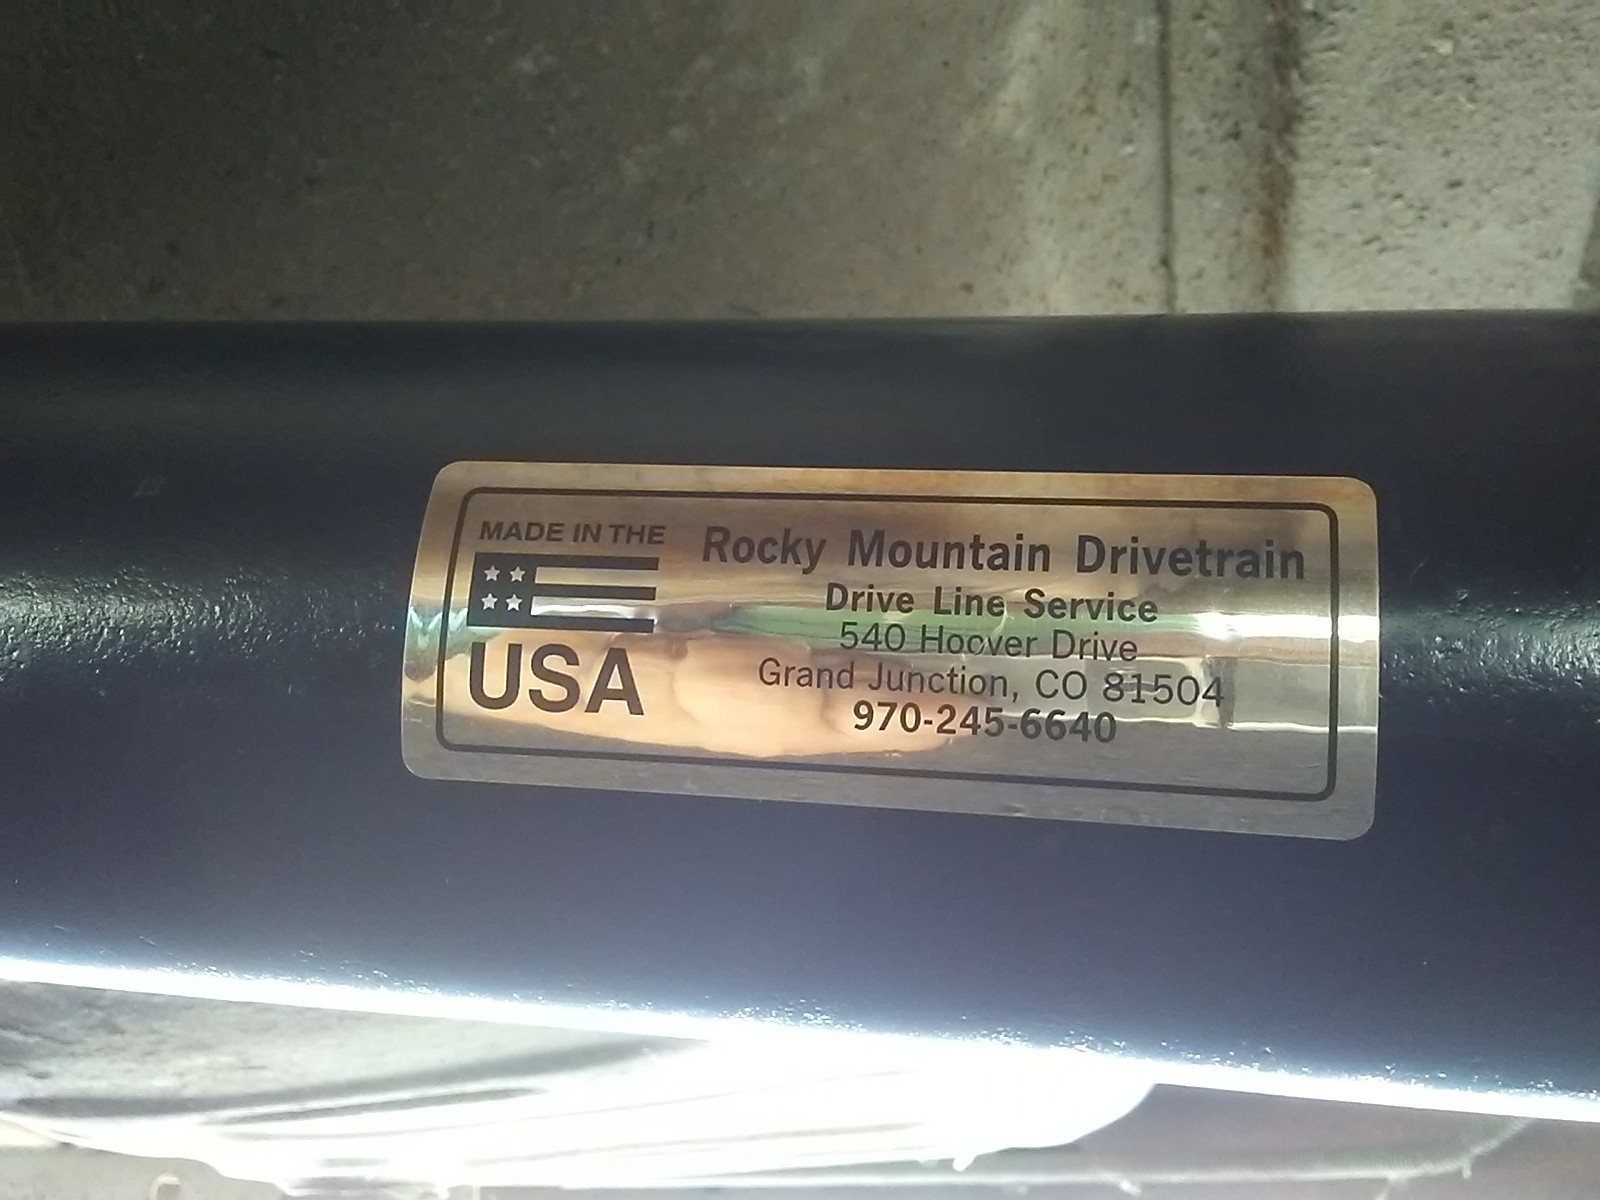 MADE IN THE
USA
Rocky Mountain Drivetrain
Drive Line Service
540 Hoover Drive
Grand Junction, CO 81504
970-245-6640